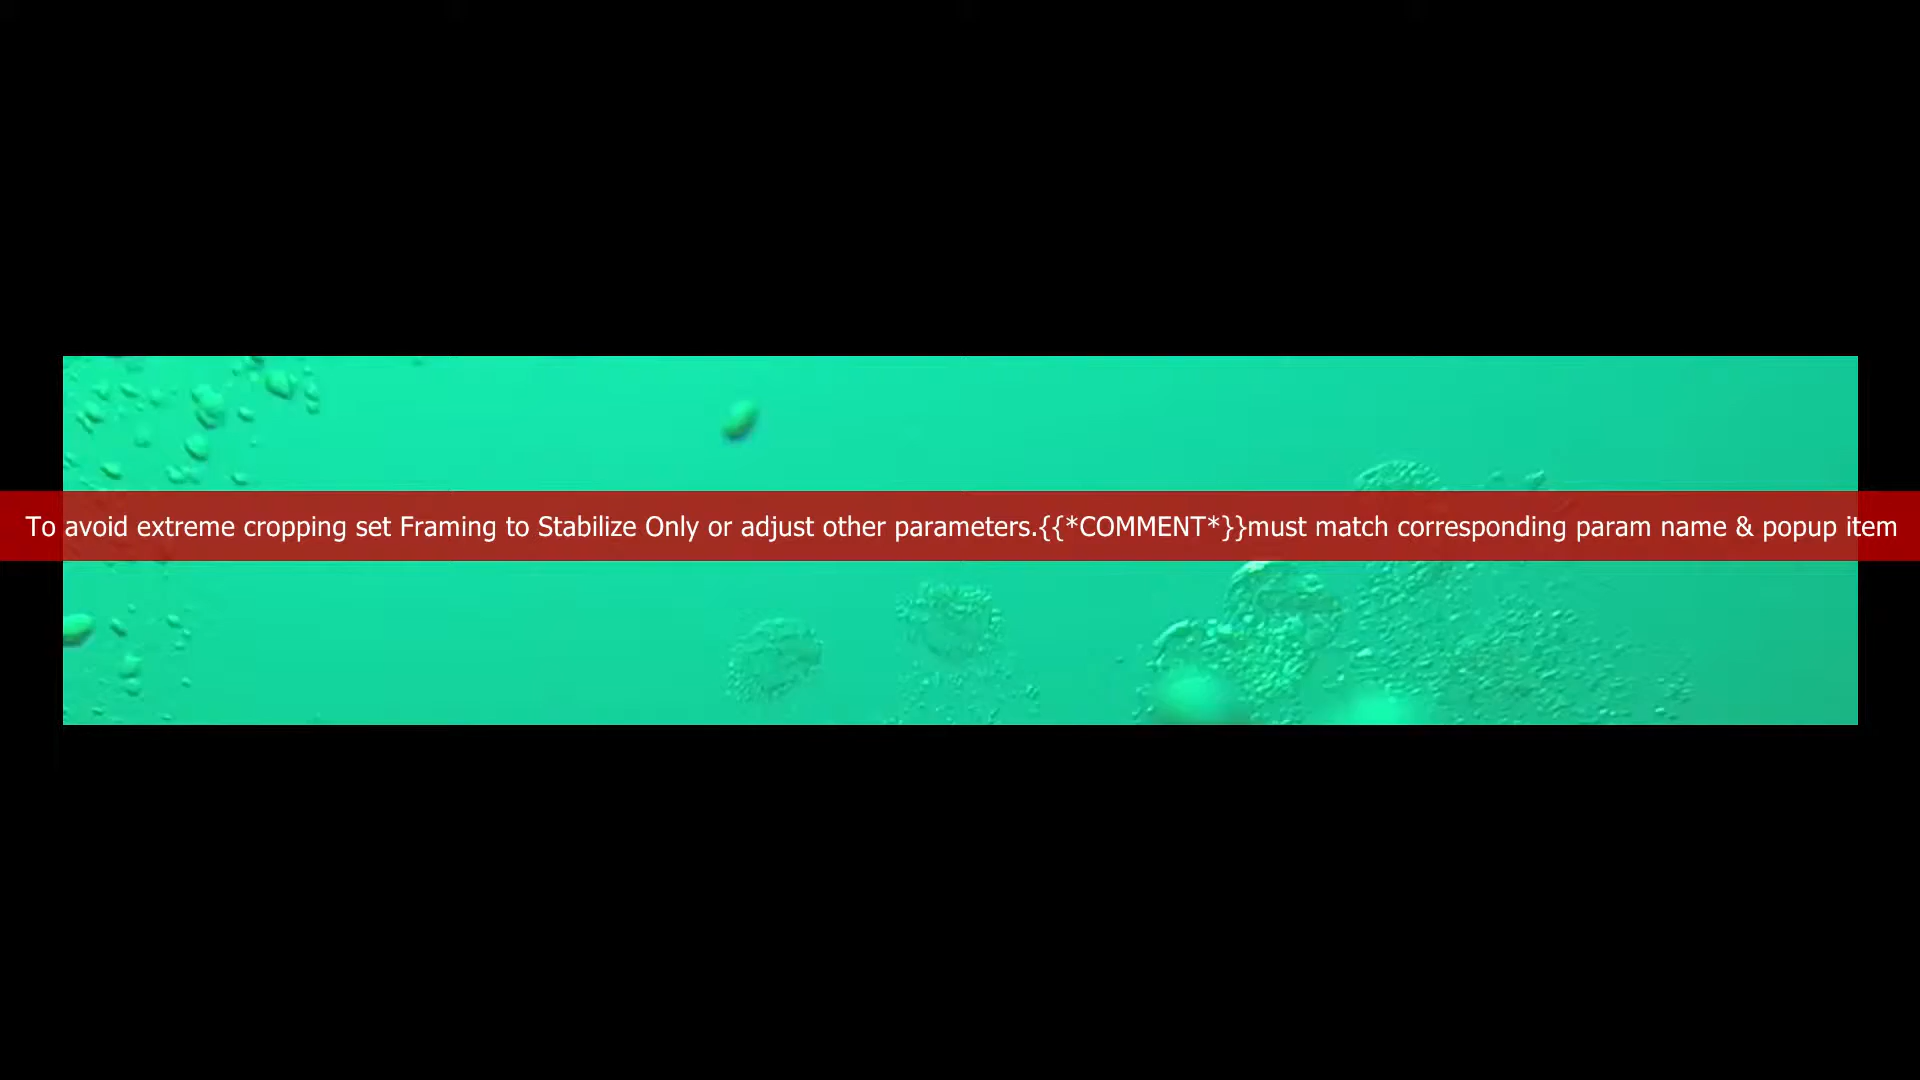 To avoid extreme cropping set Framing to Stabilize Only or adjust other parameters.{{*COMMENT*}}must match corresponding param name & popup item